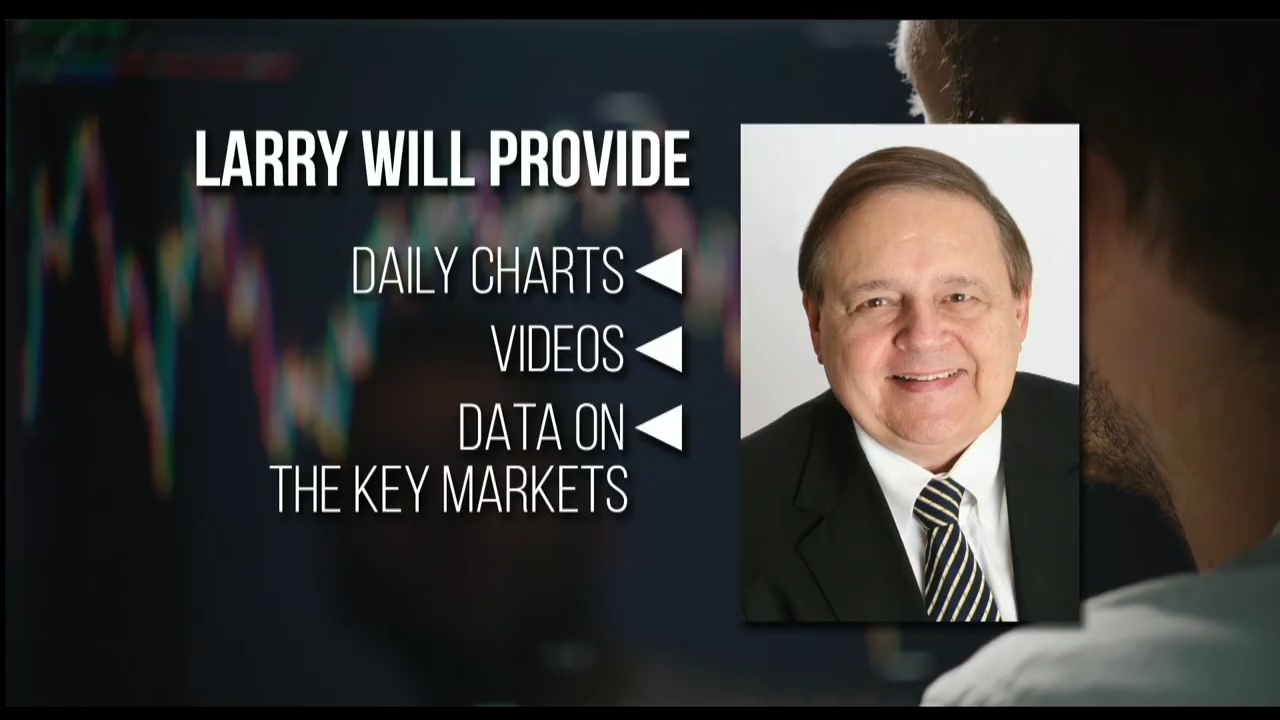 LARRY WILL PROVIDE
DAILY CHARTS
VIDEOS
DATA ON
THE KEY MARKETS